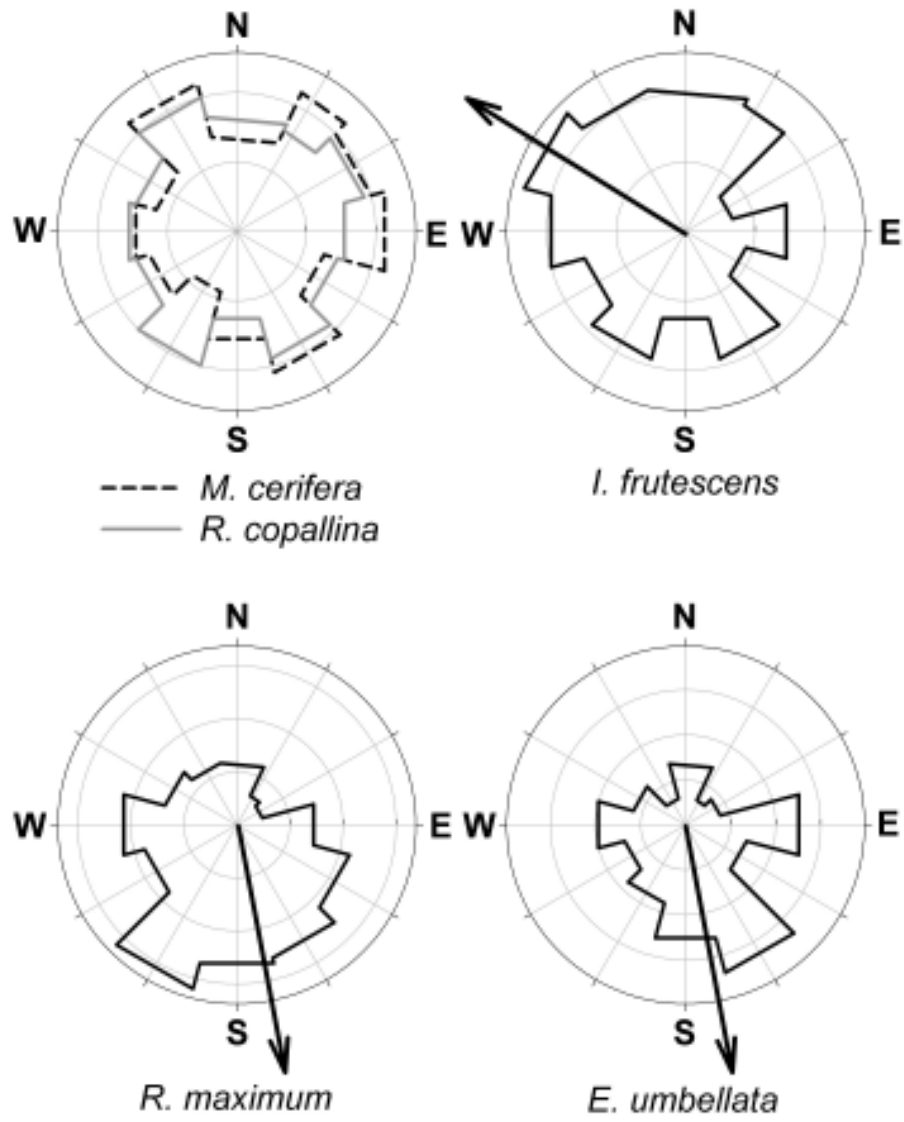 N
N
W
E
W
E
S
S
M. cerifera
R. copallina
I. frutescens
N
N
W
E
W
E
S
S
R. maximum
E. umbellata